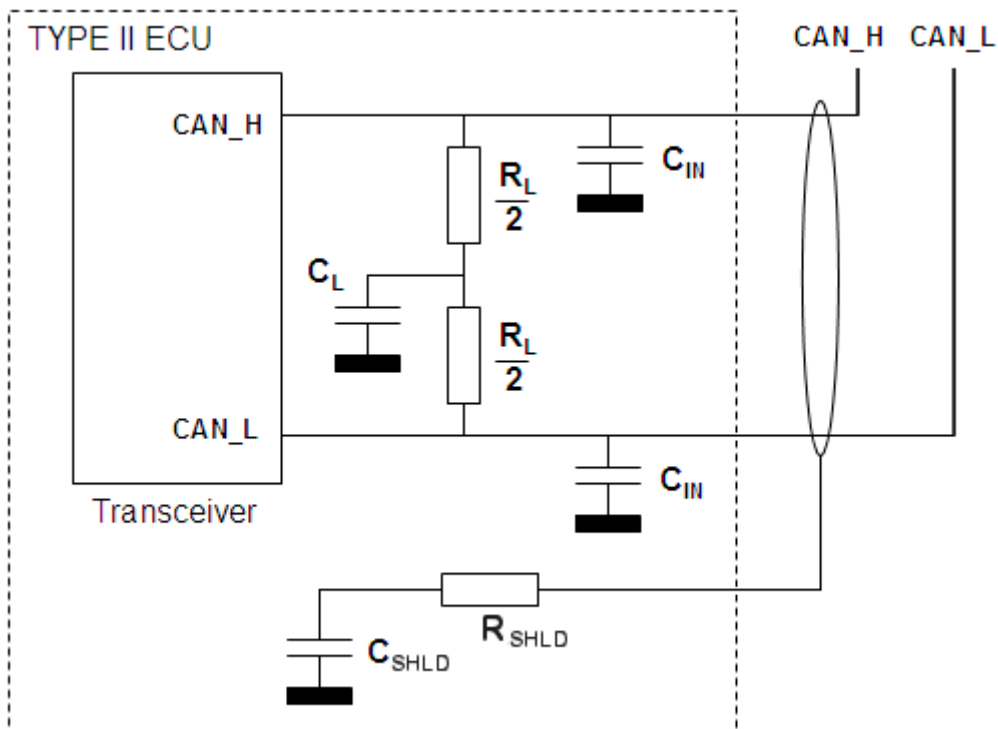 TYPE II ECU
CAN_H CAN_L
CAN_H
C_IN
R_L
2
C_L
R_L
2
CAN_L
C_IN
Transceiver
R_SHLD
C_SHLD